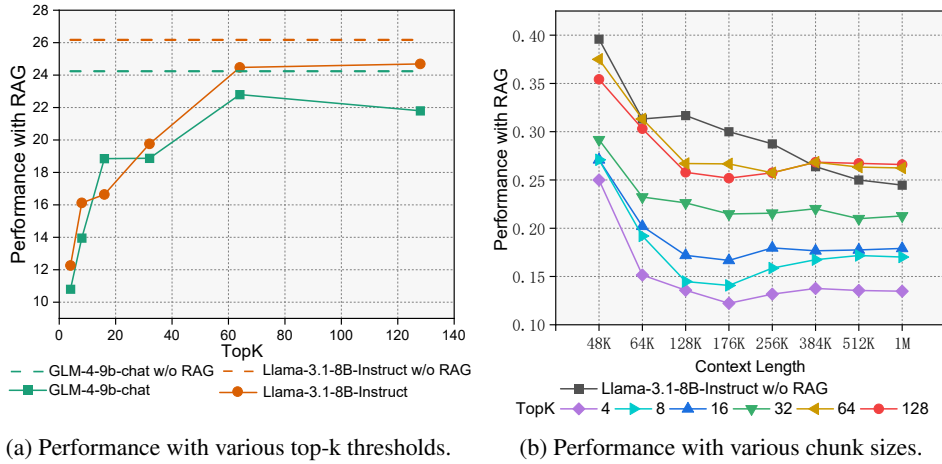 28
26
24
22
20
18
16
14
12
10
Performance with RAG
0 20 40 60 80 100 120 140
TopK
GLM-4-9b-chat w/o RAG Llama-3.1-8B-Instruct w/o RAG
GLM-4-9b-chat Llama-3.1-8B-Instruct
(a) Performance with various top-k thresholds.
0.40
0.35
0.30
0.25
0.20
0.15
0.10
Performance with RAG
48K 64K 128K 176K 256K 384K 512K 1M
Context Length
Llama-3.1-8B-Instruct w/o RAG
TopK 4 8 16 32 64 128
(b) Performance with various chunk sizes.